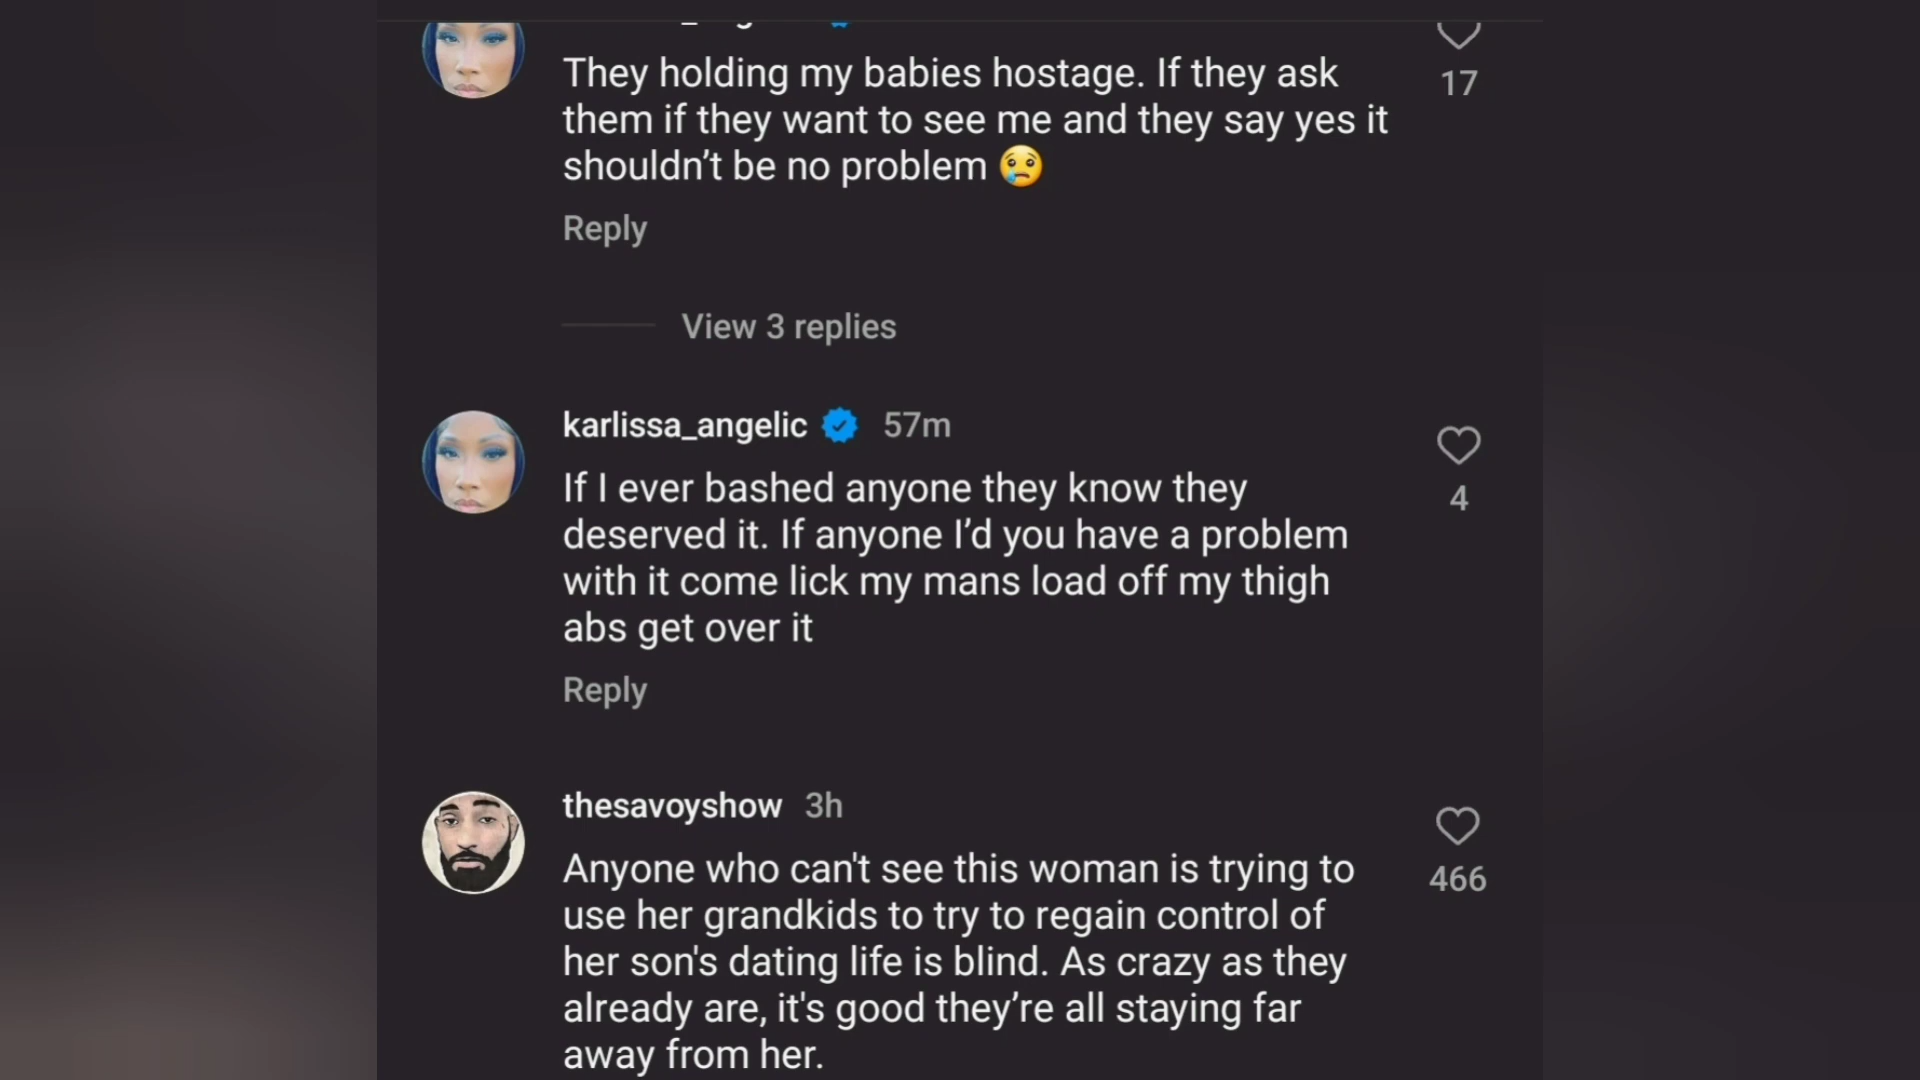 They holding my babies hostage. If they ask
them if they want to see me and they say yes it
shouldn’t be no problem 😢
17
Reply
View 3 replies
karlissa_angelic 57m
If I ever bashed anyone they know they
deserved it. If anyone I’d you have a problem
with it come lick my mans load off my thigh
abs get over it
4
Reply
thesavoyshow 3h
Anyone who can't see this woman is trying to
use her grandkids to try to regain control of
her son's dating life is blind. As crazy as they
already are, it's good they’re all staying far
away from her.
466